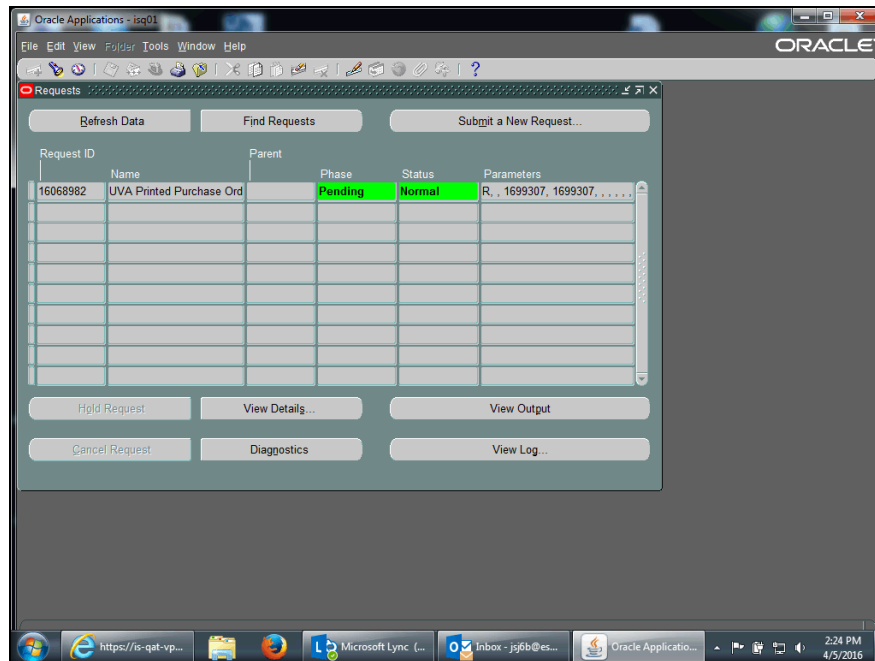 Oracle Applications - isq01
File Edit View Folder Tools Window Help
ORACLE
Requests
Refresh Data Find Requests Submit a New Request...
Request ID Parent
Name Phase Status Parameters
16068982 UVA Printed Purchase Ord Pending Normal R, , 1699307, 1699307, , , , , ,
Hold Request View Details... View Output
Cancel Request Diagnostics View Log...
https://is-qat-vp... Microsoft Lync (... Inbox - jsj6b@es... Oracle Applicatio... 2:24 PM
4/5/2016